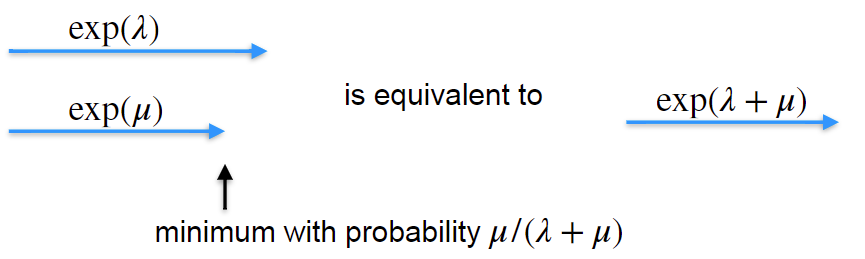 exp(λ)
exp(μ)
is equivalent to
exp(λ + μ)
minimum with probability μ/(λ + μ)